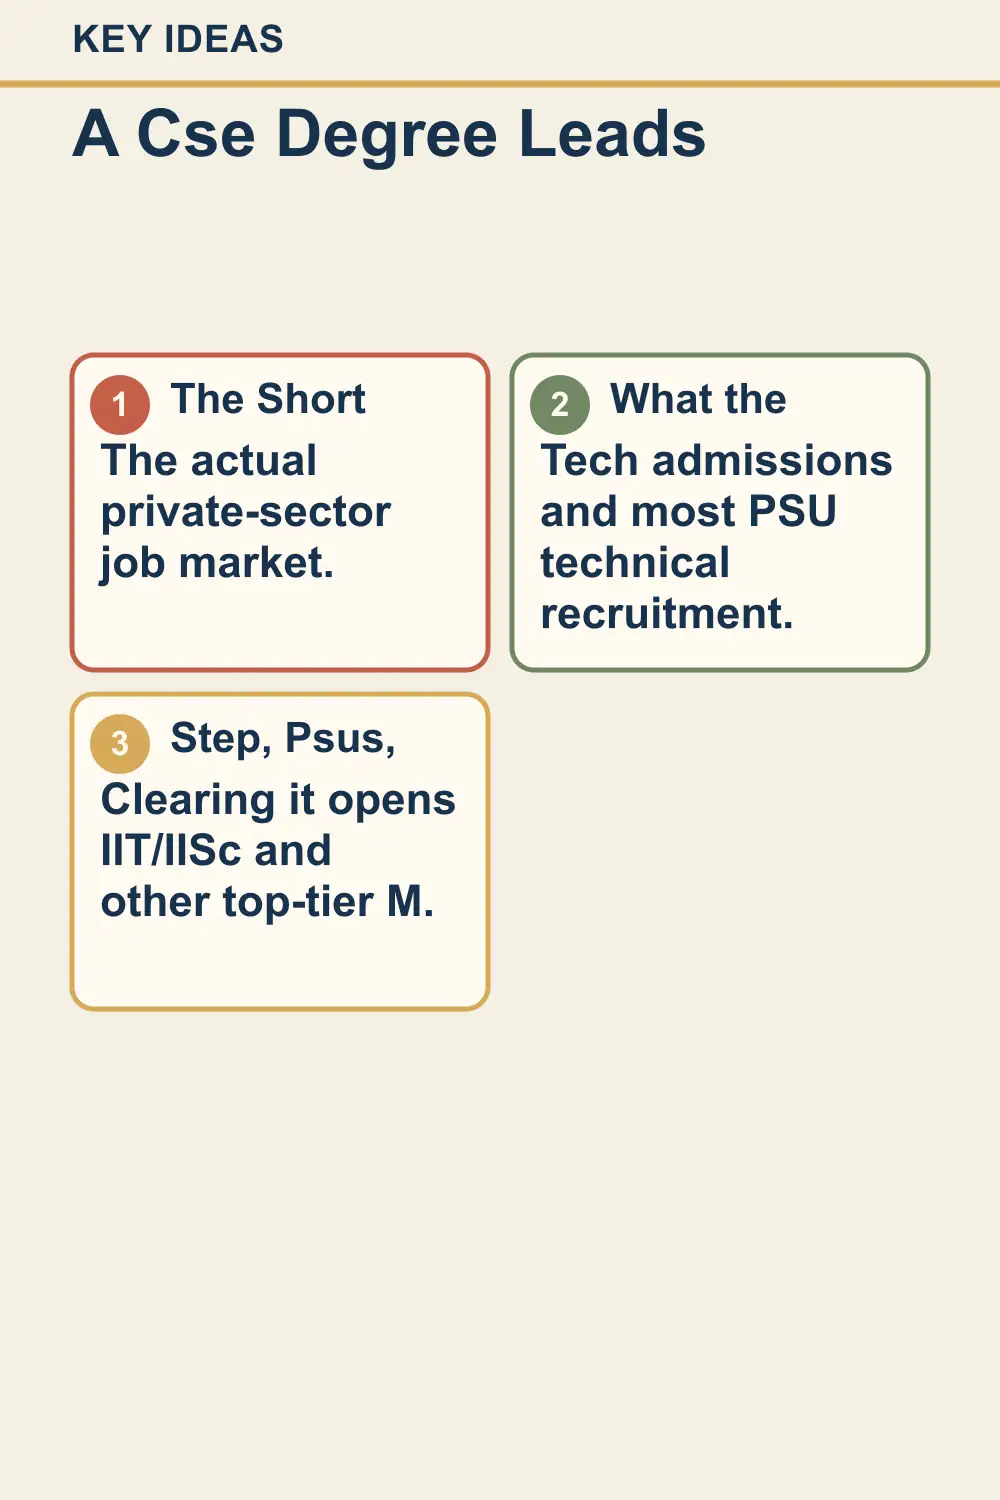 KEY IDEAS
A Cse Degree Leads
1 The Short
The actual
private-sector
job market.
2 What the
Tech admissions
and most PSU
technical
recruitment.
3 Step, Psus,
Clearing it opens
IIT/IISc and
other top-tier M.